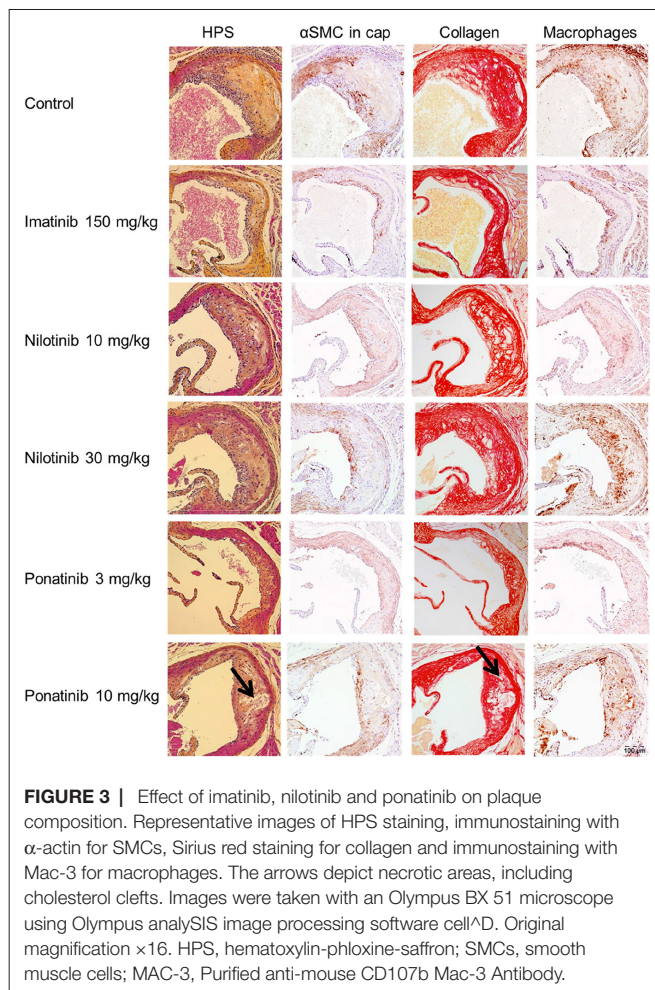 HPS αSMC in cap Collagen Macrophages
Control
Imatinib 150 mg/kg
Nilotinib 10 mg/kg
Nilotinib 30 mg/kg
Ponatinib 3 mg/kg
Ponatinib 10 mg/kg
100 µm
FIGURE 3 | Effect of imatinib, nilotinib and ponatinib on plaque
composition. Representative images of HPS staining, immunostaining with
α-actin for SMCs, Sirius red staining for collagen and immunostaining with
Mac-3 for macrophages. The arrows depict necrotic areas, including
cholesterol clefts. Images were taken with an Olympus BX 51 microscope
using Olympus analySIS image processing software cell^D. Original
magnification ×16. HPS, hematoxylin-phloxine-saffron; SMCs, smooth
muscle cells; MAC-3, Purified anti-mouse CD107b Mac-3 Antibody.